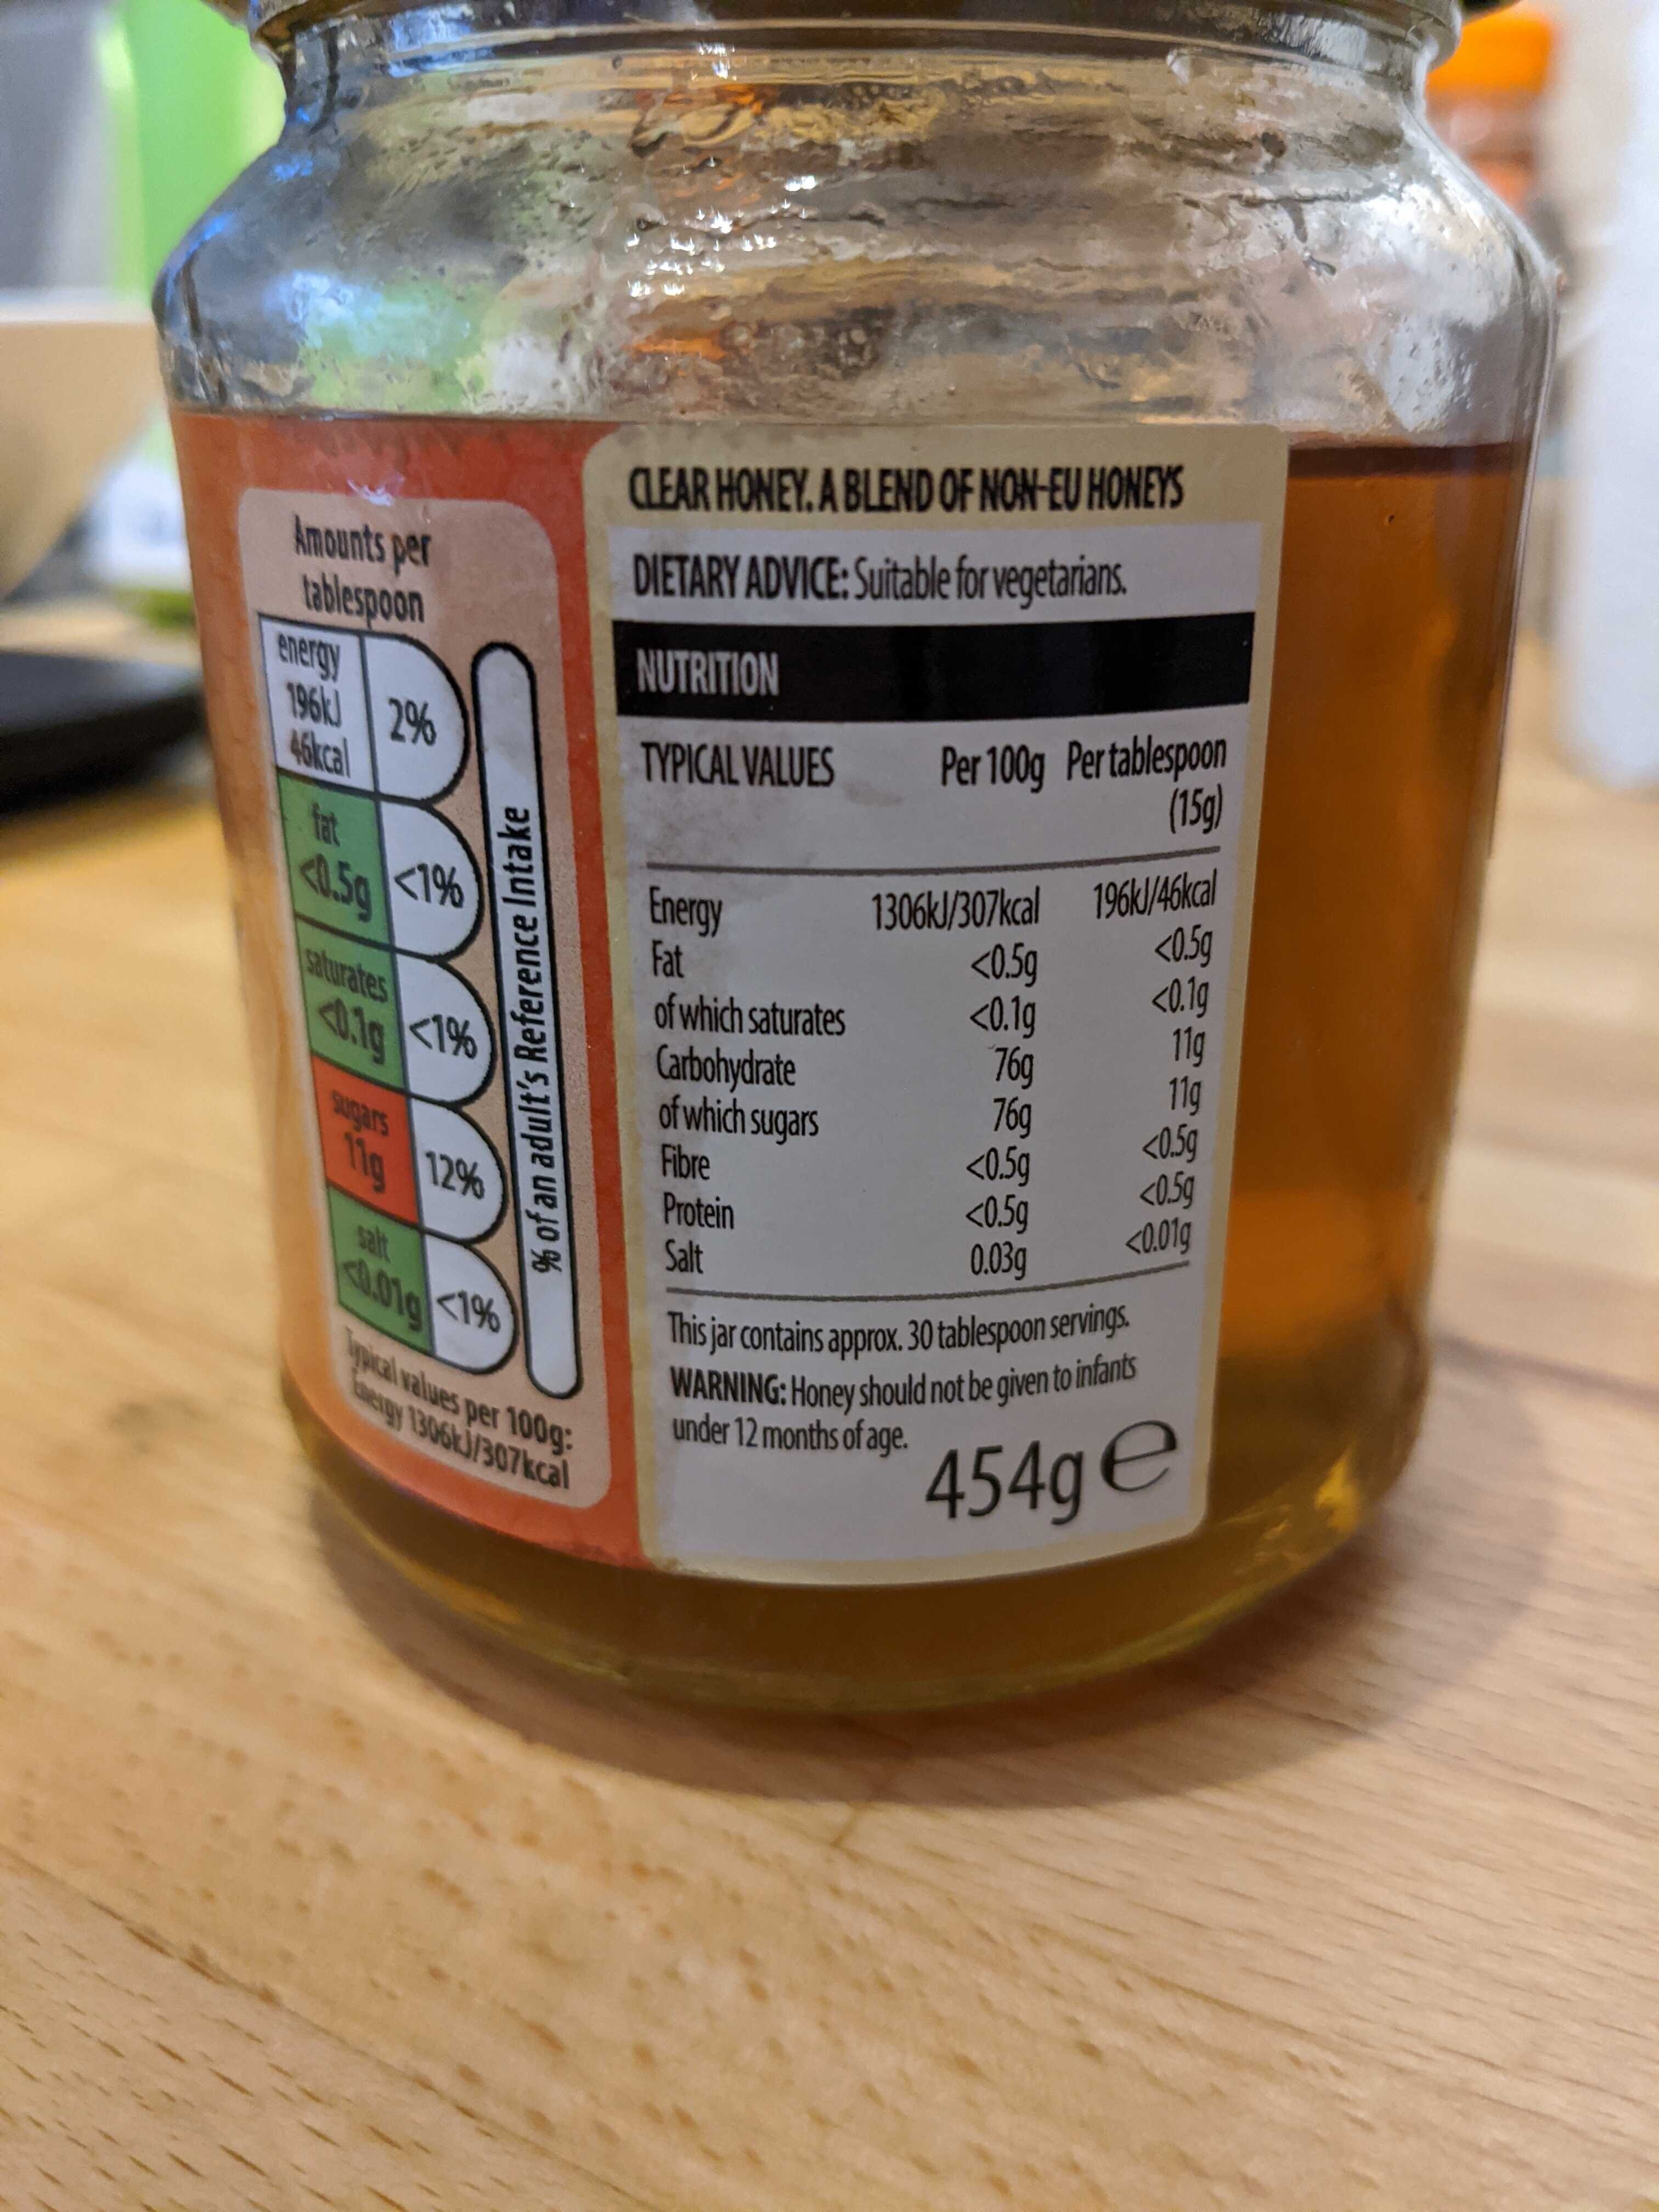 Amounts per
tablespoon
energy
196kJ
46kcal
2%
fat
<0.5g
<1%
saturates
<0.1g
<1%
sugars
11g
12%
salt
<0.01g
<1%
% of an adult's Reference Intake
Typical values per 100g:
Energy 1306kJ/307kcal
CLEAR HONEY. A BLEND OF NON-EU HONEYS
DIETARY ADVICE: Suitable for vegetarians.
NUTRITION
TYPICAL VALUES Per 100g Per tablespoon
(15g)
Energy 1306kJ/307kcal 196kJ/46kcal
Fat <0.5g <0.5g
of which saturates <0.1g <0.1g
Carbohydrate 76g 11g
of which sugars 76g 11g
Fibre <0.5g <0.5g
Protein <0.5g <0.5g
Salt 0.03g <0.01g
This jar contains approx. 30 tablespoon servings.
WARNING: Honey should not be given to infants
under 12 months of age.
454g ℮